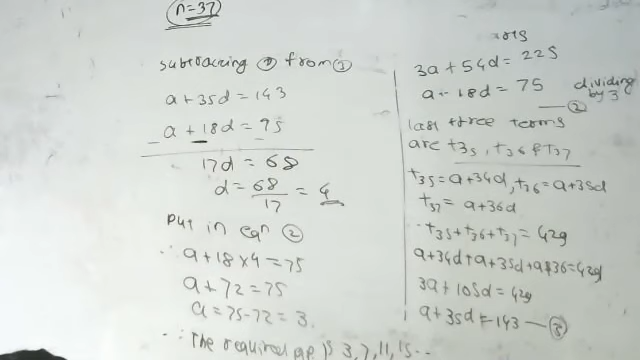 n=37
subtracting ② from ①
a+35d=143
- a+18d=75
17d=68
d=68/17=4
put in eqn ②
∴ a+18×4=75
a+72=75
a=75-72=3.
∴ The required AP is 3,7,11,15...
3a+54d=225
a+18d=75 dividing by 3
—②
last three terms
are t35, t36 & t37
t35=a+34d, t36=a+35d
t37=a+36d
t35+t36+t37=429
a+34d+a+35d+a+36=429
3a+105d=429
a+35d=143 —③